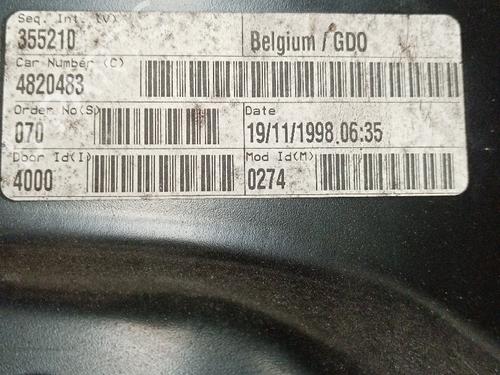 Seq. Int. (V)
355210
Belgium / GDO
Car Number (C)
4820483
Order No(S)
070
Date
19/11/1998 06:35
Door Id(I)
4000
Mod Id(M)
0274